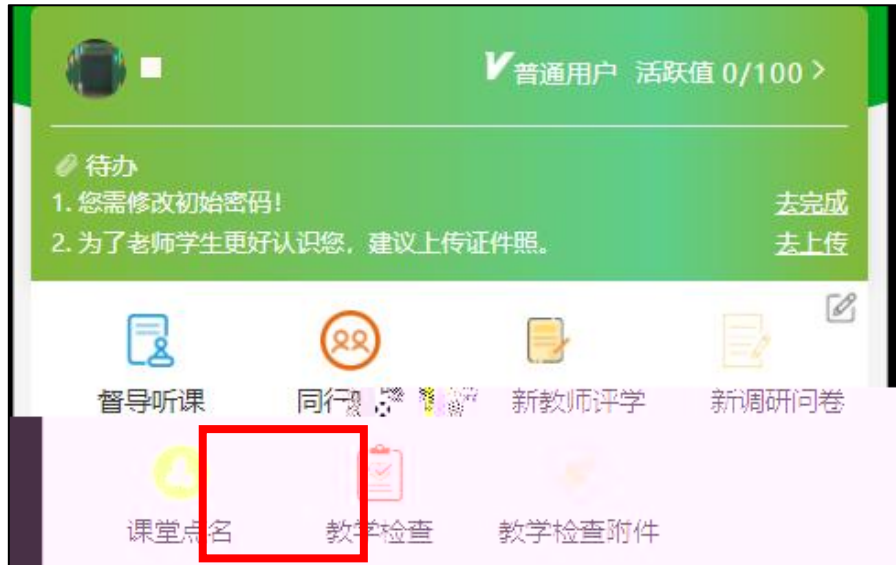 普通用户 活跃值 0/100 >
待办
1. 您需修改初始密码! 去完成
2. 为了老师学生更好认识您，建议上传证件照。 去上传
督导听课 同行 新教师评学 新调研问卷
课堂点名 教学检查 教学检查附件